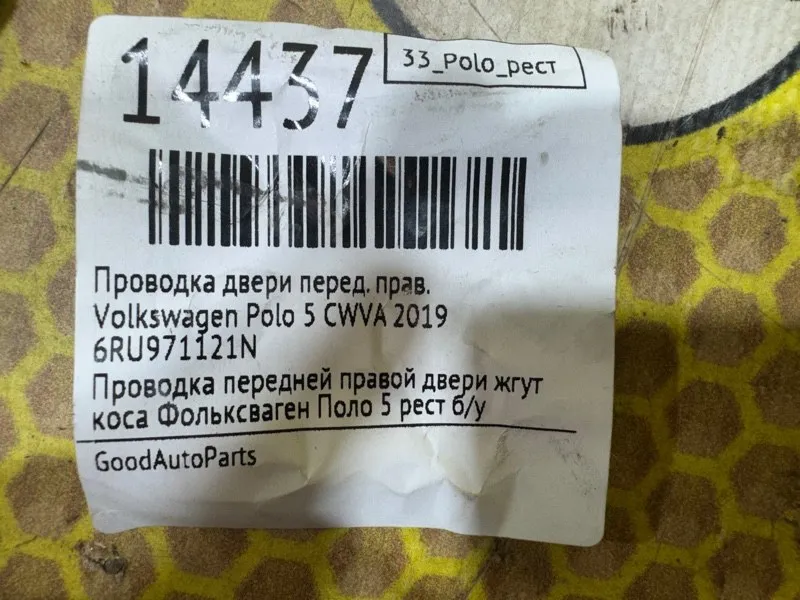 14437
33_Polo_рест
Проводка двери перед. прав.
Volkswagen Polo 5 CWVA 2019
6RU971121N
Проводка передней правой двери жгут
коса Фольксваген Поло 5 рест б/у
GoodAutoParts